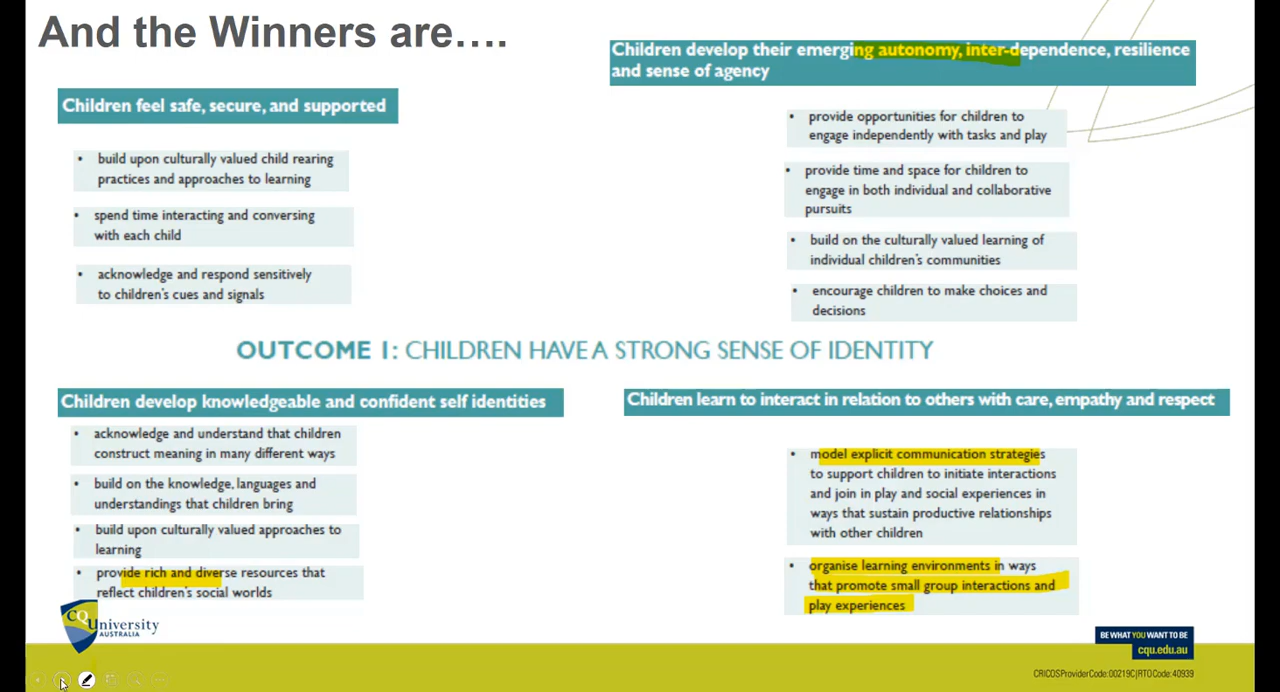 And the Winners are….
Children feel safe, secure, and supported
• build upon culturally valued child rearing
practices and approaches to learning
• spend time interacting and conversing
with each child
• acknowledge and respond sensitively
to children's cues and signals
Children develop their emerging autonomy, inter-dependence, resilience
and sense of agency
• provide opportunities for children to
engage independently with tasks and play
• provide time and space for children to
engage in both individual and collaborative
pursuits
• build on the culturally valued learning of
individual children's communities
• encourage children to make choices and
decisions
OUTCOME 1: CHILDREN HAVE A STRONG SENSE OF IDENTITY
Children develop knowledgeable and confident self identities
• acknowledge and understand that children
construct meaning in many different ways
• build on the knowledge, languages and
understandings that children bring
• build upon culturally valued approaches to
learning
• provide rich and diverse resources that
reflect children's social worlds
Children learn to interact in relation to others with care, empathy and respect
• model explicit communication strategies
to support children to initiate interactions
and join in play and social experiences in
ways that sustain productive relationships
with other children
• organise learning environments in ways
that promote small group interactions and
play experiences
CQUniversity
AUSTRALIA
BE WHAT YOU WANT TO BE
cqu.edu.au
CRICOS Provider Code: 00219C | RTO Code: 40939